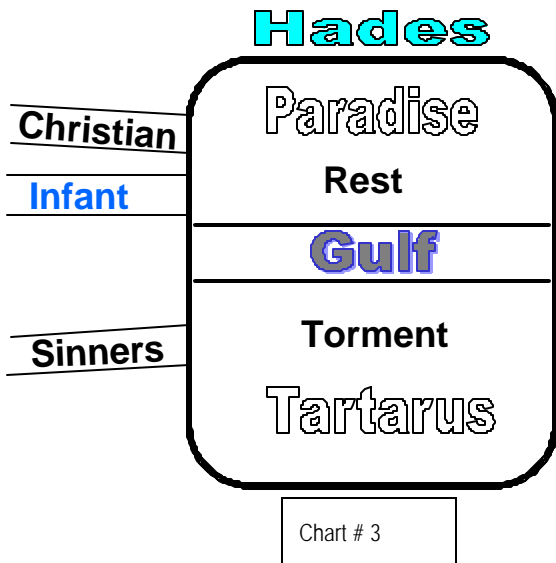 Hades
Paradise
Christian
Rest
Infant
Gulf
Torment
Sinners
Tartarus
Chart # 3